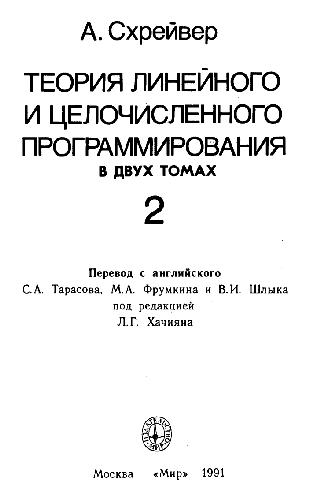 А. Схрейвер
ТЕОРИЯ ЛИНЕЙНОГО
И ЦЕЛОЧИСЛЕННОГО
ПРОГРАММИРОВАНИЯ
В ДВУХ ТОМАХ
2
Перевод с английского
С.А. Тарасова, М.А. Фрумкина и В.И. Шлыка
под редакцией
Л.Г. Хачияна
Москва «Мир» 1991